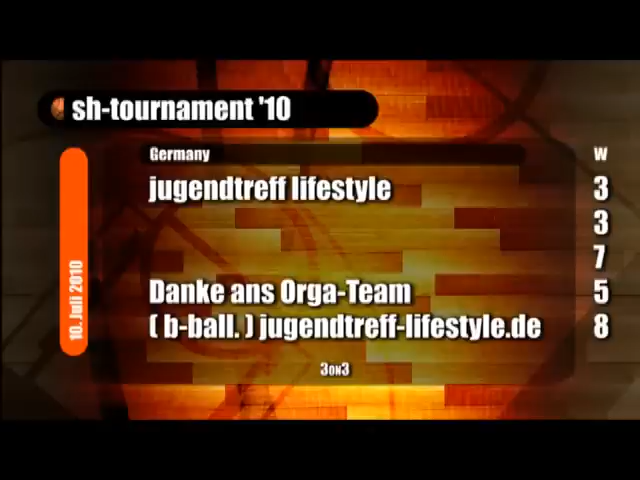 sh-tournament '10
Germany W
jugendtreff lifestyle 3
3
7
Danke ans Orga-Team 5
( b-ball. ) jugendtreff-lifestyle.de 8
3on3
10. Juli 2010